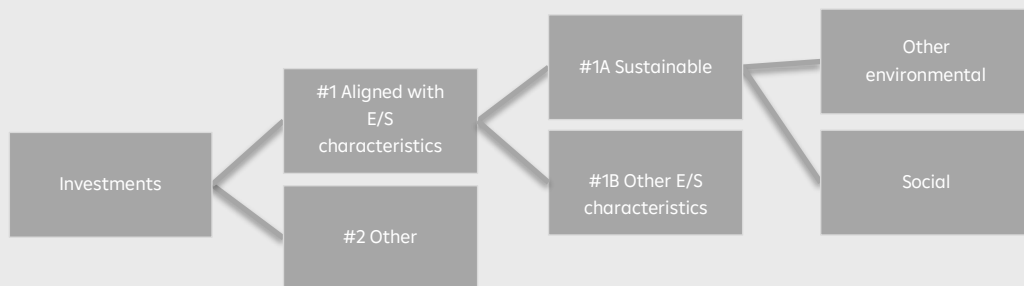 Investments
#1 Aligned with
E/S
characteristics
#2 Other
#1A Sustainable
#1B Other E/S
characteristics
Other
environmental
Social